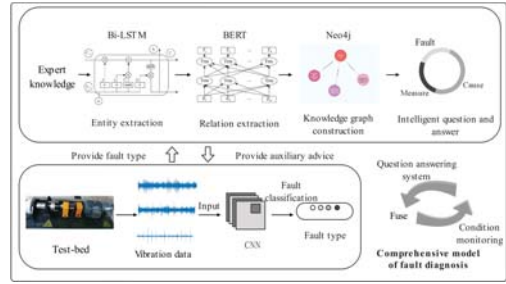 Bi-LSTM
BERT
Neo4j
Expert
knowledge
Entity extraction
Relation extraction
Knowledge graph
construction
Fault
Measure
Cause
Intelligent question and
answer
Provide fault type
Provide auxiliary advice
Test-bed
Vibration data
Input
CNN
Fault
classification
Fault type
Question answering
system
Fuse
Condition
monitoring
Comprehensive model
of fault diagnosis